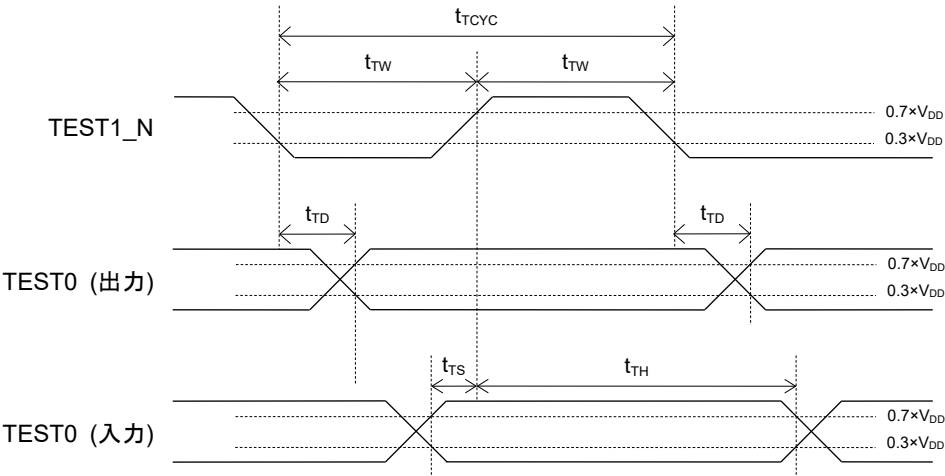 tTCYC
tTW tTW
TEST1_N
0.7×VDD
0.3×VDD
tTD tTD
TEST0 (出力)
0.7×VDD
0.3×VDD
tTS tTH
TEST0 (入力)
0.7×VDD
0.3×VDD